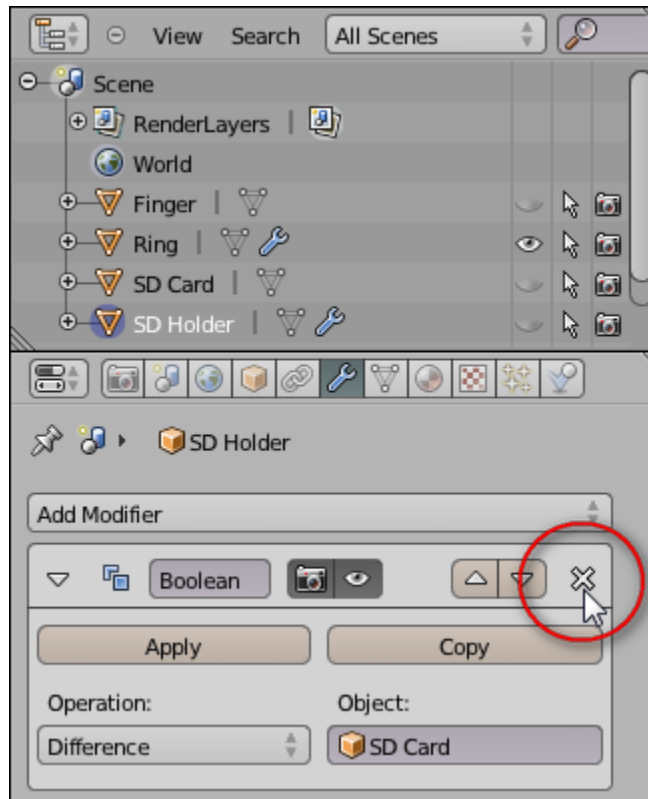 View Search All Scenes
Scene
RenderLayers
World
Finger
Ring
SD Card
SD Holder
SD Holder
Add Modifier
Boolean
Apply Copy
Operation: Object:
Difference SD Card